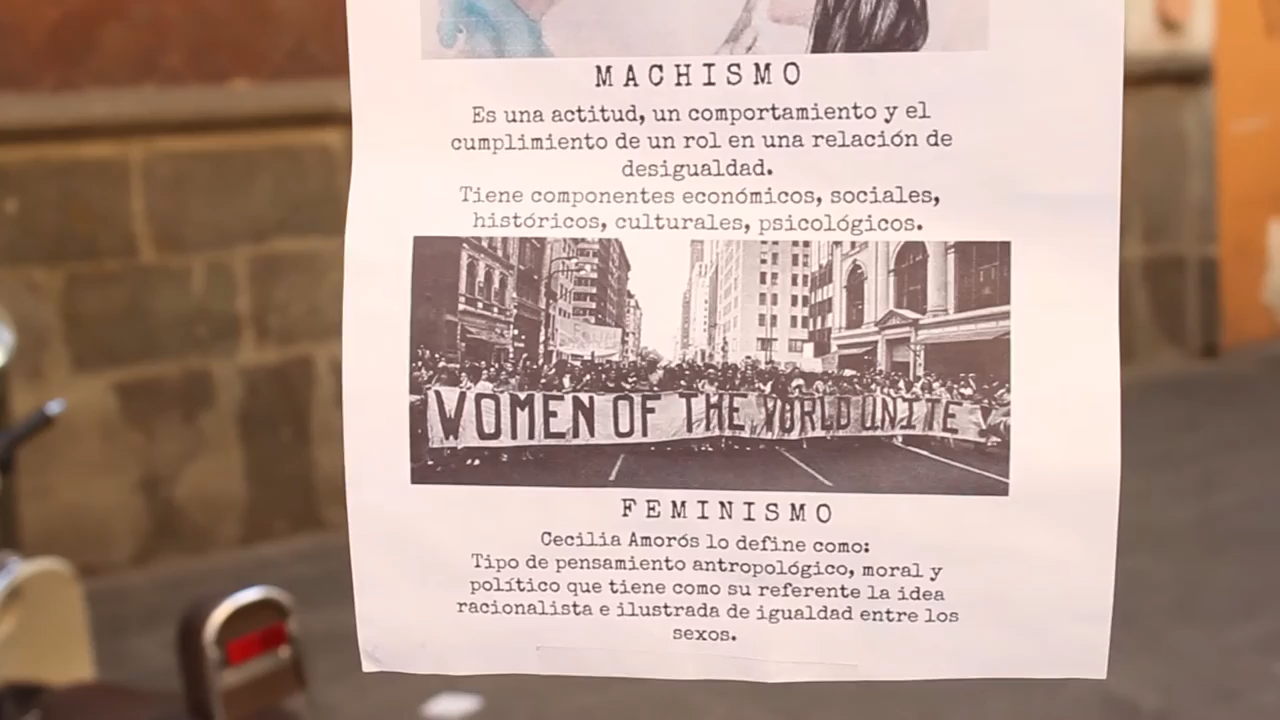 MACHISMO
Es una actitud, un comportamiento y el
cumplimiento de un rol en una relación de
desigualdad.
Tiene componentes económicos, sociales,
históricos, culturales, psicológicos.
WOMEN OF THE WORLD UNITE
FEMINISMO
Cecilia Amorós lo define como:
Tipo de pensamiento antropológico, moral y
político que tiene como su referente la idea
racionalista e ilustrada de igualdad entre los
sexos.